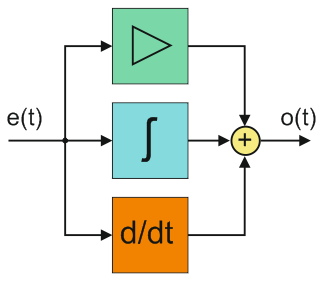 e(t)
∫
+
o(t)
d/dt